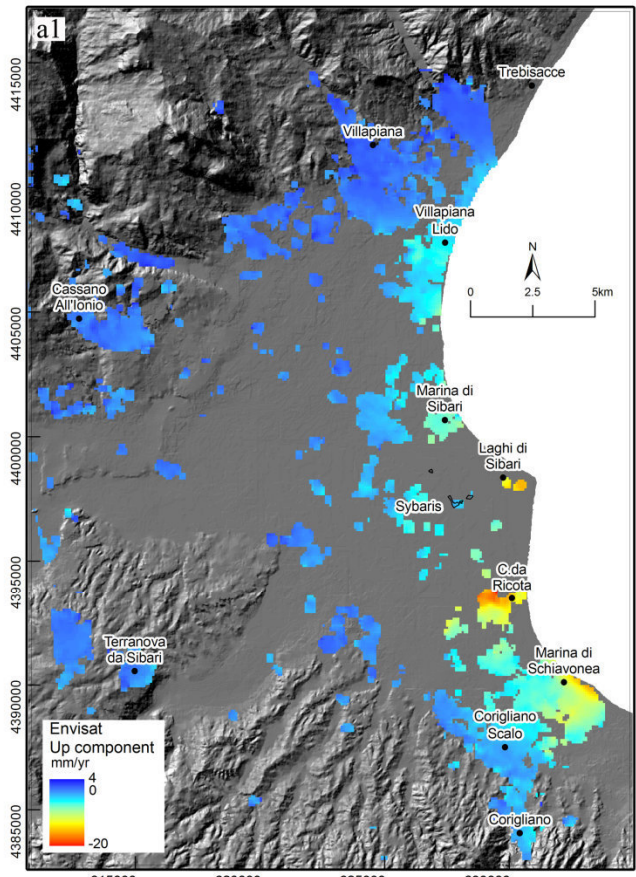 a1
Trebisacce
4415000
Villapiana
4410000
Villapiana
Lido
N
0 2.5 5km
Cassano
All'Ionio
4405000
Marina di
Sibari
4400000
Laghi di
Sibari
Sybaris
4395000
C.da
Ricota
Terranova
da Sibari
Marina di
Schiavonea
4390000
Corigliano
Scalo
Envisat
Up component
mm/yr
4
0
-20
4385000
Corigliano